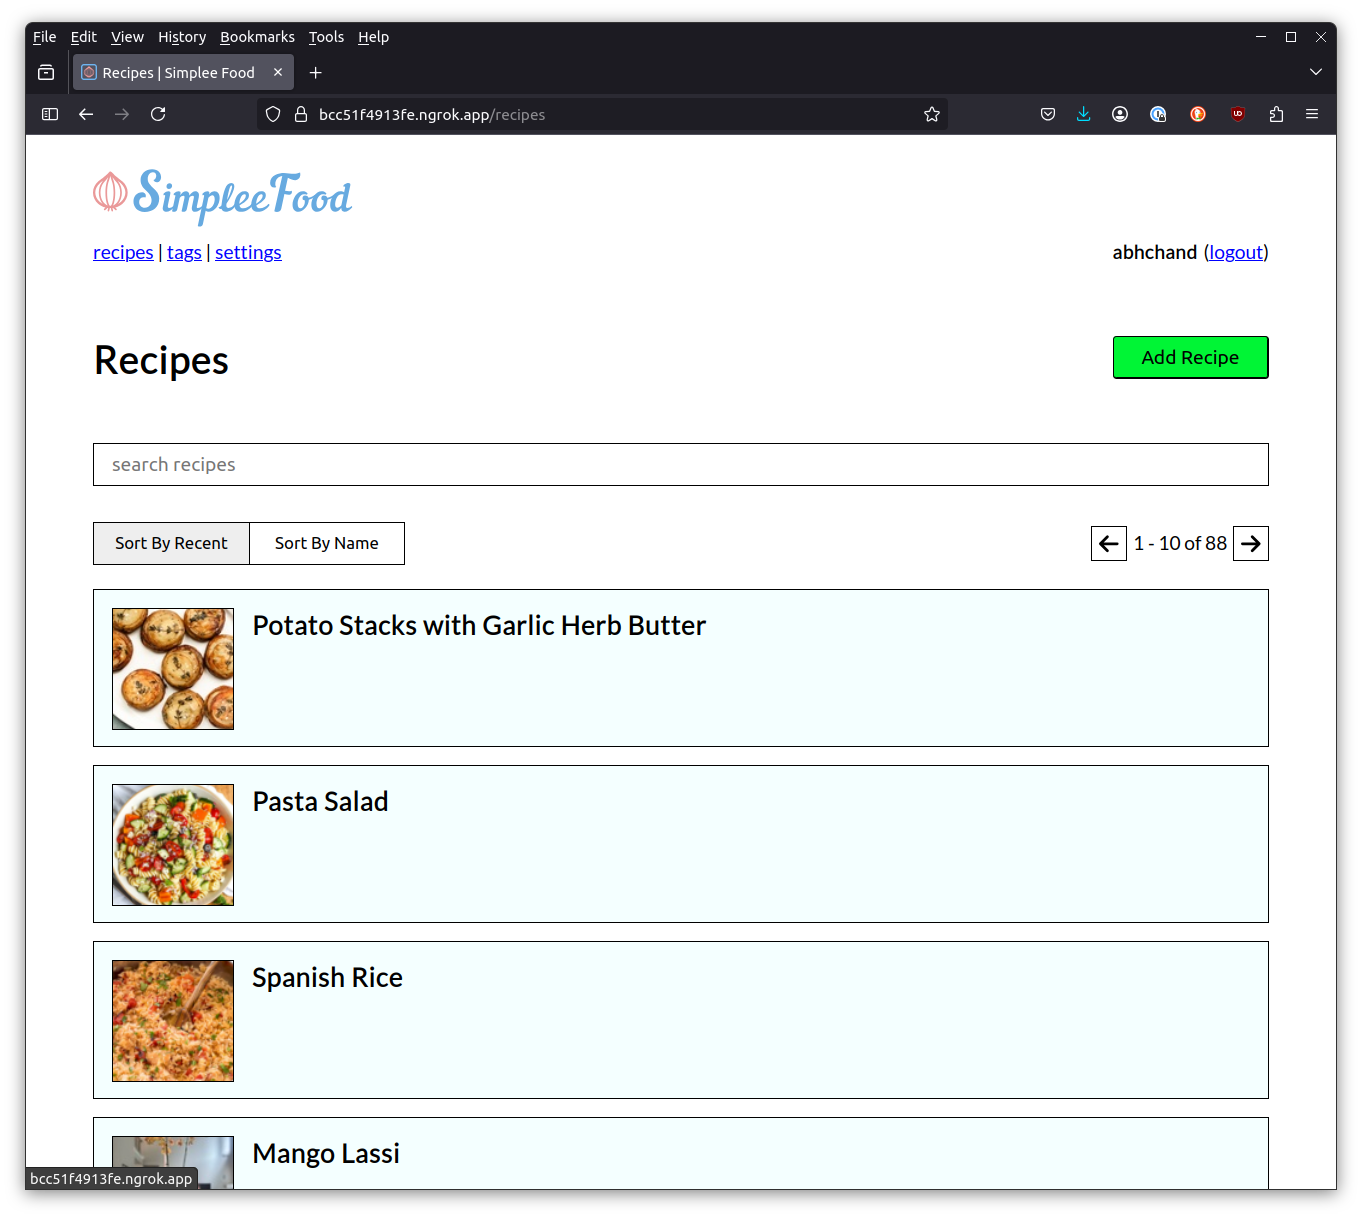 File Edit View History Bookmarks Tools Help
Recipes | Simplee Food
bcc51f4913fe.ngrok.app/recipes
SimpleeFood
recipes | tags | settings
abhchand (logout)
Recipes
Add Recipe
search recipes
Sort By Recent
Sort By Name
1 - 10 of 88
Potato Stacks with Garlic Herb Butter
Pasta Salad
Spanish Rice
Mango Lassi
bcc51f4913fe.ngrok.app